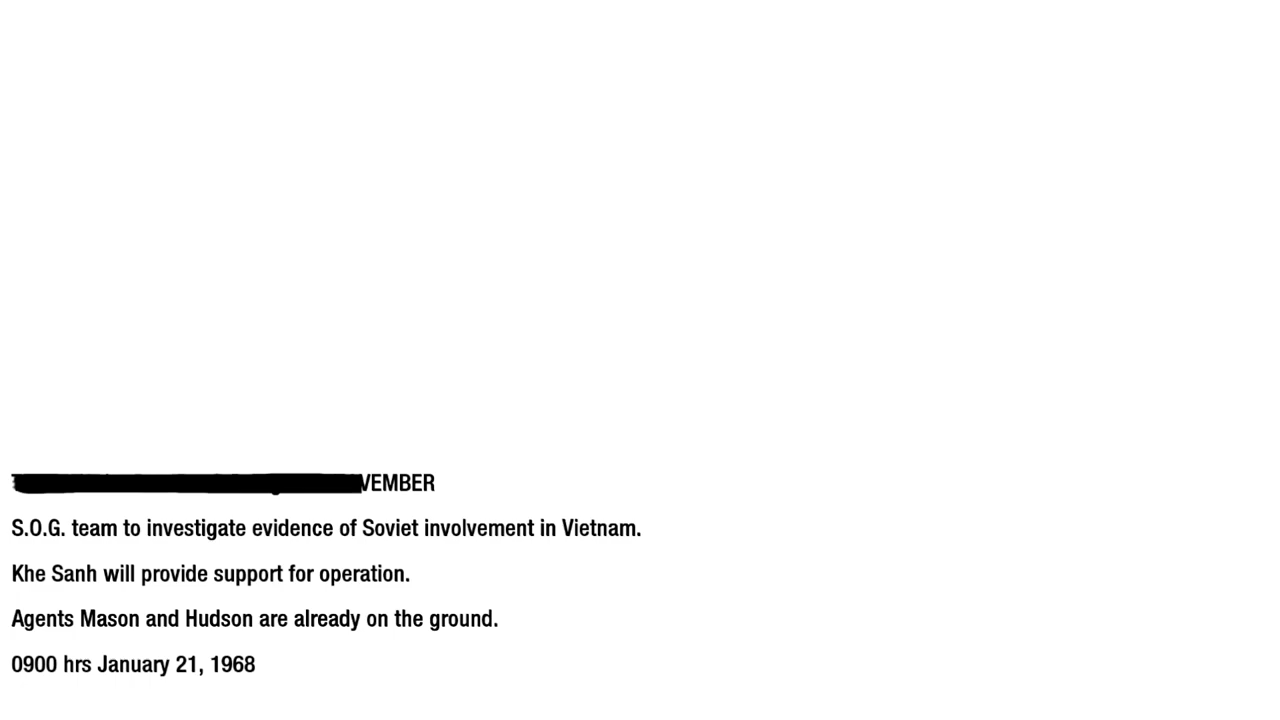 VEMBER
S.O.G. team to investigate evidence of Soviet involvement in Vietnam.
Khe Sanh will provide support for operation.
Agents Mason and Hudson are already on the ground.
0900 hrs January 21, 1968